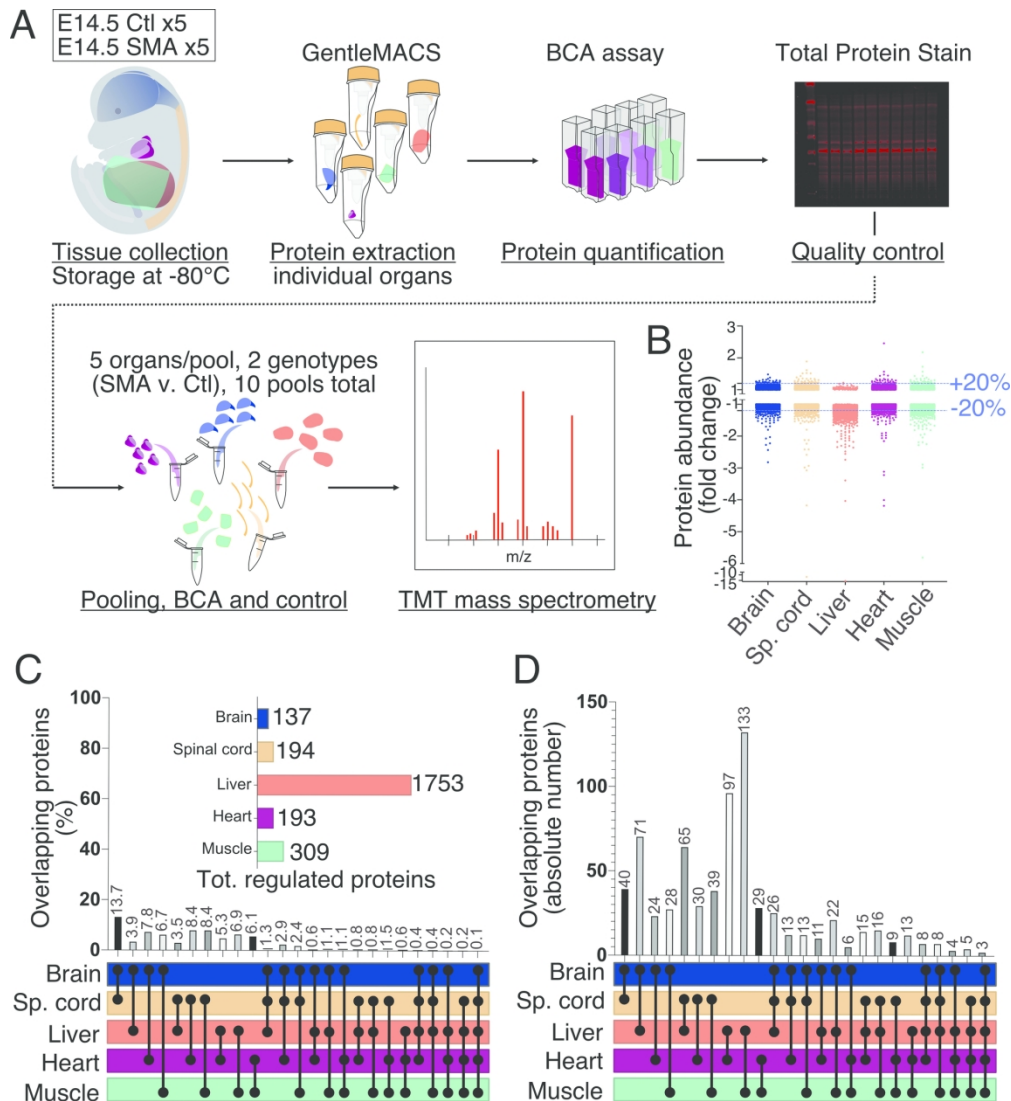 A
E14.5 Ctl x5
E14.5 SMA x5
GentleMACS
BCA assay
Total Protein Stain
Tissue collection
Storage at -80°C
Protein extraction
individual organs
Protein quantification
Quality control
5 organs/pool, 2 genotypes
(SMA v. Ctl), 10 pools total
m/z
Pooling, BCA and control
TMT mass spectrometry
B
Protein abundance
(fold change)
3
2
1
-1
-2
-3
-4
-5
-6
-10
-15
+20%
-20%
Brain
Sp. cord
Liver
Heart
Muscle
C
Overlapping proteins
(%)
100
80
60
40
20
0
Brain 137
Spinal cord 194
Liver 1753
Heart 193
Muscle 309
Tot. regulated proteins
13.7 3.9 7.8 6.7 3.5 8.4 8.4 5.3 6.9 6.1 1.3 2.9 2.4 0.6 1.1 1.1 0.8 0.8 1.5 0.6 0.4 0.4 0.2 0.2 0.1
Brain
Sp. cord
Liver
Heart
Muscle
D
Overlapping proteins
(absolute number)
150
100
50
0
40 71 24 28 65 30 39 97 133 29 26 13 13 11 22 6 15 16 9 13 8 8 4 5 3
Brain
Sp. cord
Liver
Heart
Muscle